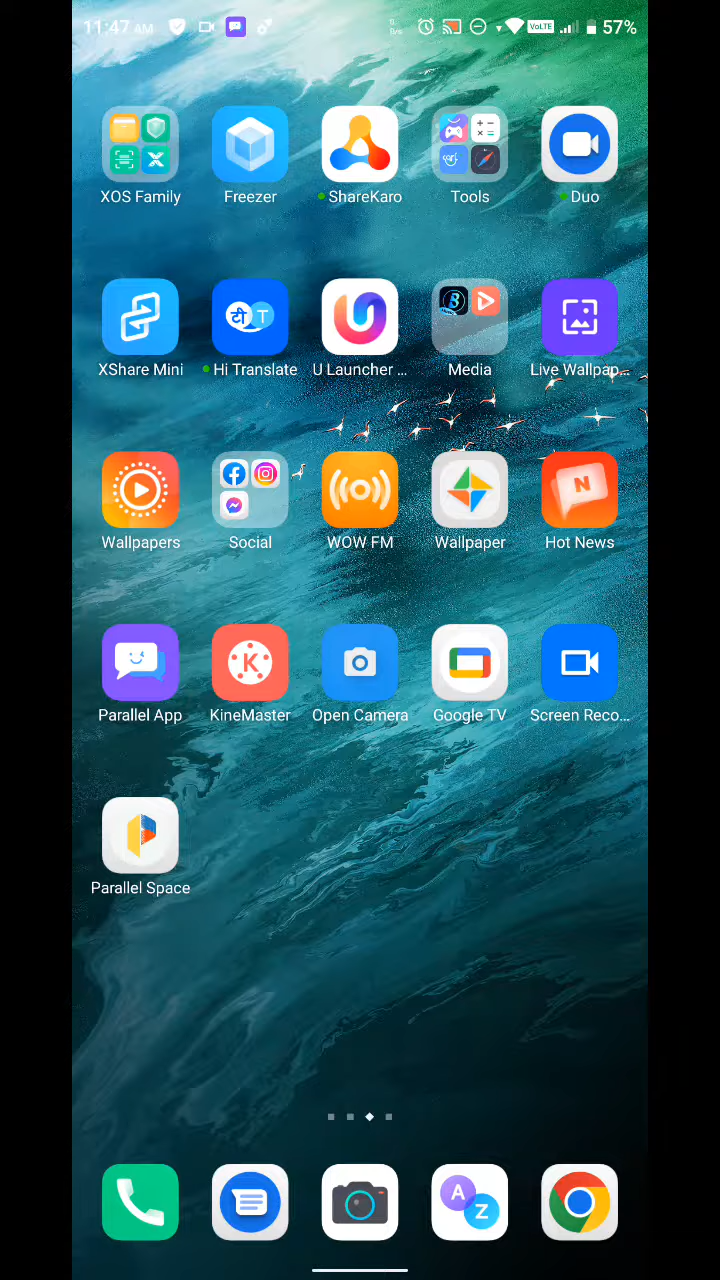 11:47 AM VoLTE 57%
XOS Family Freezer ShareKaro Tools Duo
टी T
XShare Mini Hi Translate U Launcher ... Media Live Wallpap...
N
Wallpapers Social WOW FM Wallpaper Hot News
K
Parallel App KineMaster Open Camera Google TV Screen Reco...
Parallel Space
A
Z